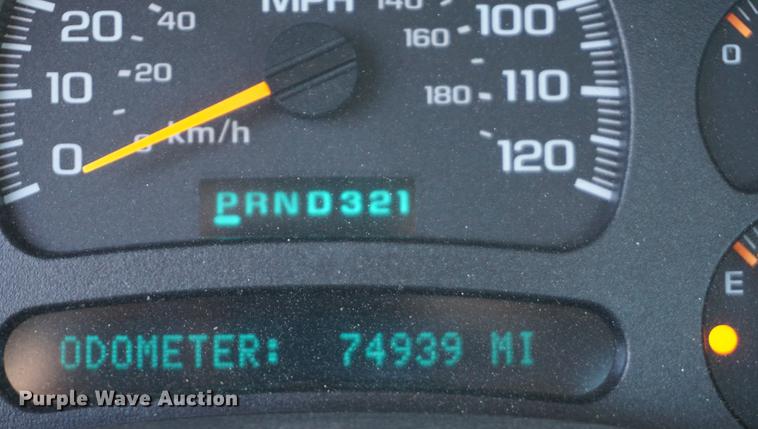 MPH 140
20 40 160 100
10 20 180 110 0
0 0 km/h 120
PRND321
E
ODOMETER: 74939 MI
Purple Wave Auction